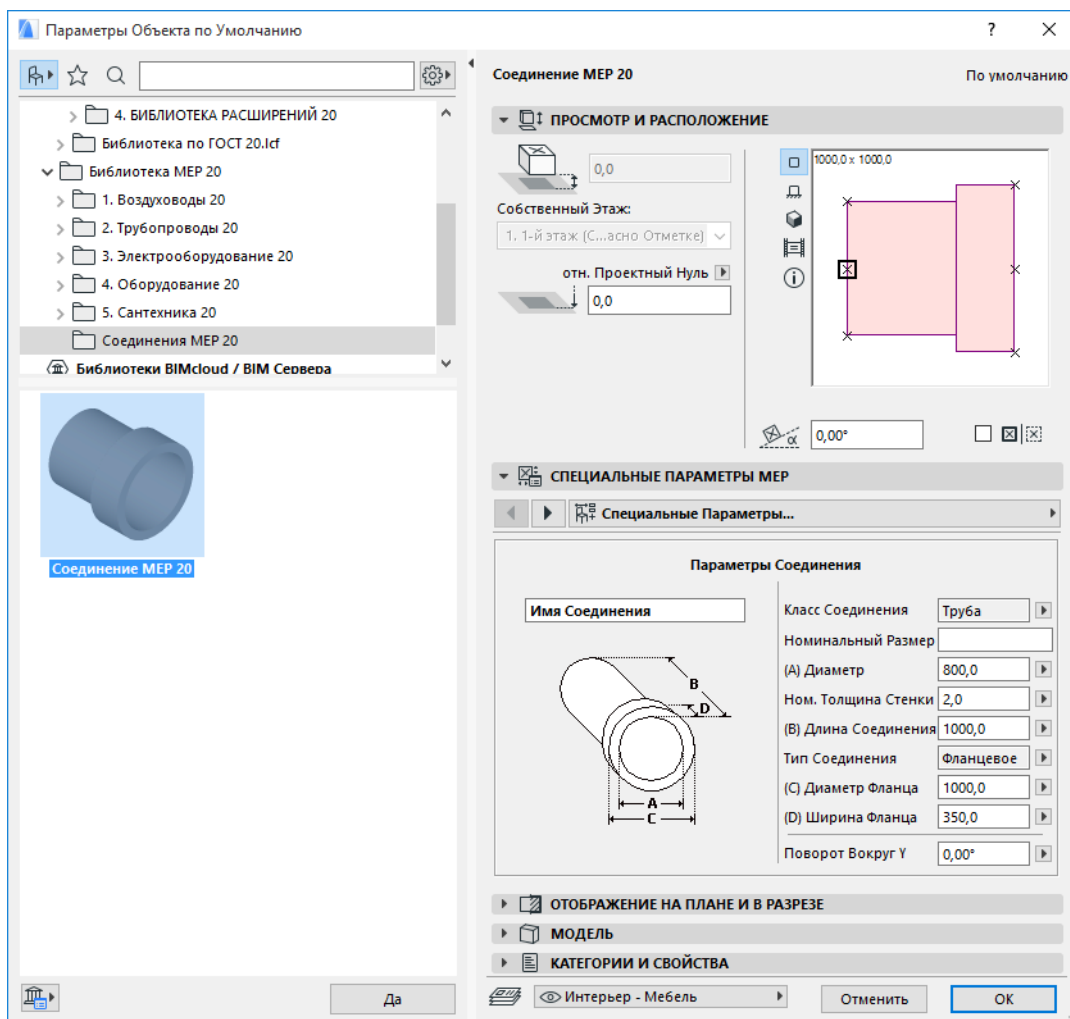 Параметры Объекта по Умолчанию
?
4. БИБЛИОТЕКА РАСШИРЕНИЙ 20
Библиотека по ГОСТ 20.lcf
Библиотека MEP 20
1. Воздуховоды 20
2. Трубопроводы 20
3. Электрооборудование 20
4. Оборудование 20
5. Сантехника 20
Соединения MEP 20
Библиотеки BIMcloud / BIM Сервера
Соединение MEP 20
Да
Соединение MEP 20
По умолчанию
ПРОСМОТР И РАСПОЛОЖЕНИЕ
0,0
Собственный Этаж:
1. 1-й этаж (С...асно Отметке)
отн. Проектный Нуль
0,0
1000,0 x 1000,0
α
0,00°
СПЕЦИАЛЬНЫЕ ПАРАМЕТРЫ MEP
Специальные Параметры...
Параметры Соединения
Имя Соединения
B
D
A
C
Класс Соединения Труба
Номинальный Размер
(A) Диаметр 800,0
Ном. Толщина Стенки 2,0
(B) Длина Соединения 1000,0
Тип Соединения Фланцевое
(C) Диаметр Фланца 1000,0
(D) Ширина Фланца 350,0
Поворот Вокруг Y 0,00°
ОТОБРАЖЕНИЕ НА ПЛАНЕ И В РАЗРЕЗЕ
МОДЕЛЬ
КАТЕГОРИИ И СВОЙСТВА
Интерьер - Мебель
Отменить
ОК